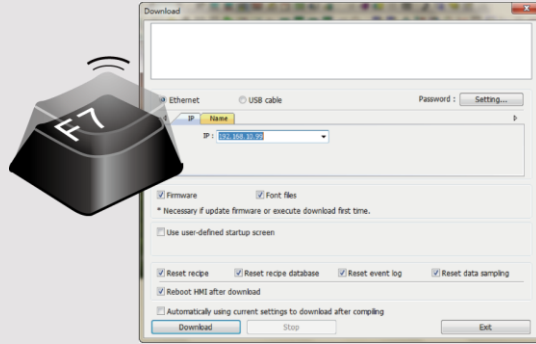 Download
F7
Ethernet USB cable Password : Setting...
IP Name
IP : 192.168.10.99
Firmware Font files
* Necessary if update firmware or execute download first time.
Use user-defined startup screen
Reset recipe Reset recipe database Reset event log Reset data sampling
Reboot HMI after download
Automatically using current settings to download after compiling
Download Stop Exit